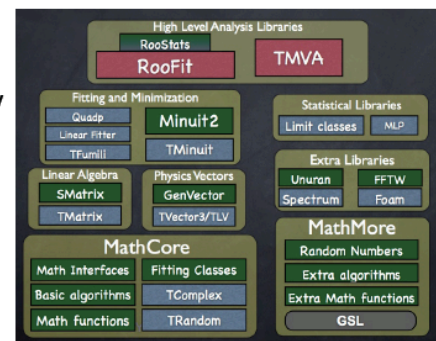 High Level Analysis Libraries
RooStats
RooFit
TMVA
Fitting and Minimization
Quadp
Linear Fitter
TFumili
Minuit2
TMinuit
Statistical Libraries
Limit classes
MLP
Extra Libraries
Unuran
FFTW
Spectrum
Foam
Linear Algebra
SMatrix
TMatrix
Physics Vectors
GenVector
TVector3/TLV
MathCore
Math Interfaces
Fitting Classes
Basic algorithms
TComplex
Math functions
TRandom
MathMore
Random Numbers
Extra algorithms
Extra Math functions
GSL